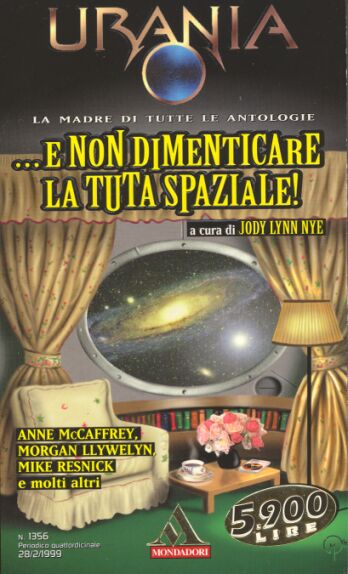 URANIA
LA MADRE DI TUTTE LE ANTOLOGIE
...E NON DIMENTICARE
LA TUTA SPAZIALE!
a cura di JODY LYNN NYE
ANNE McCAFFREY,
MORGAN LLYWELYN,
MIKE RESNICK
e molti altri
5.900
LIRE
N. 1356
Periodico quattordicinale
28/2/1999
MONDADORI